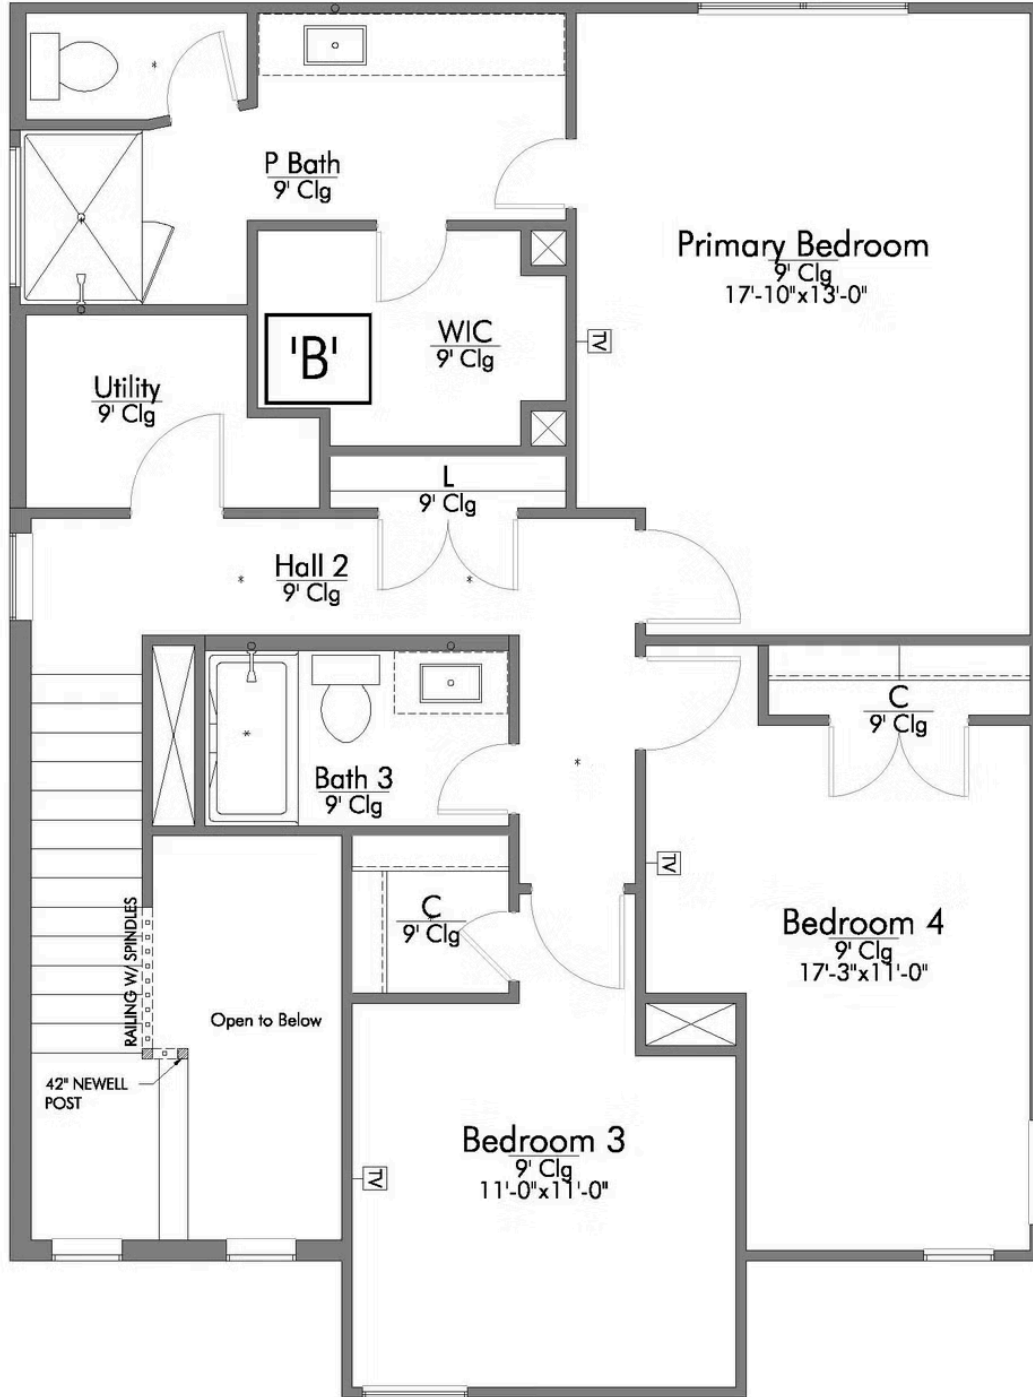 P Bath
9' Clg
Primary Bedroom
9' Clg
17'-10"x13'-0"
TV
'B'
WIC
9' Clg
Utility
9' Clg
L
9' Clg
Hall 2
9' Clg
C
9' Clg
Bath 3
9' Clg
TV
C
9' Clg
Bedroom 4
9' Clg
17'-3"x11'-0"
RAILING W/ SPINDLES
Open to Below
42" NEWELL
POST
Bedroom 3
9' Clg
11'-0"x11'-0"
TV